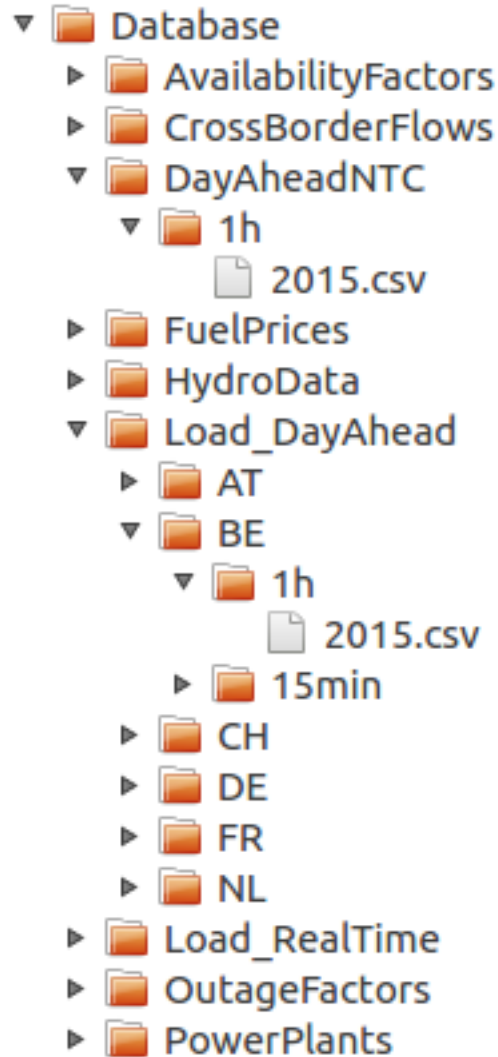 Database
AvailabilityFactors
CrossBorderFlows
DayAheadNTC
1h
2015.csv
FuelPrices
HydroData
Load_DayAhead
AT
BE
1h
2015.csv
15min
CH
DE
FR
NL
Load_RealTime
OutageFactors
PowerPlants